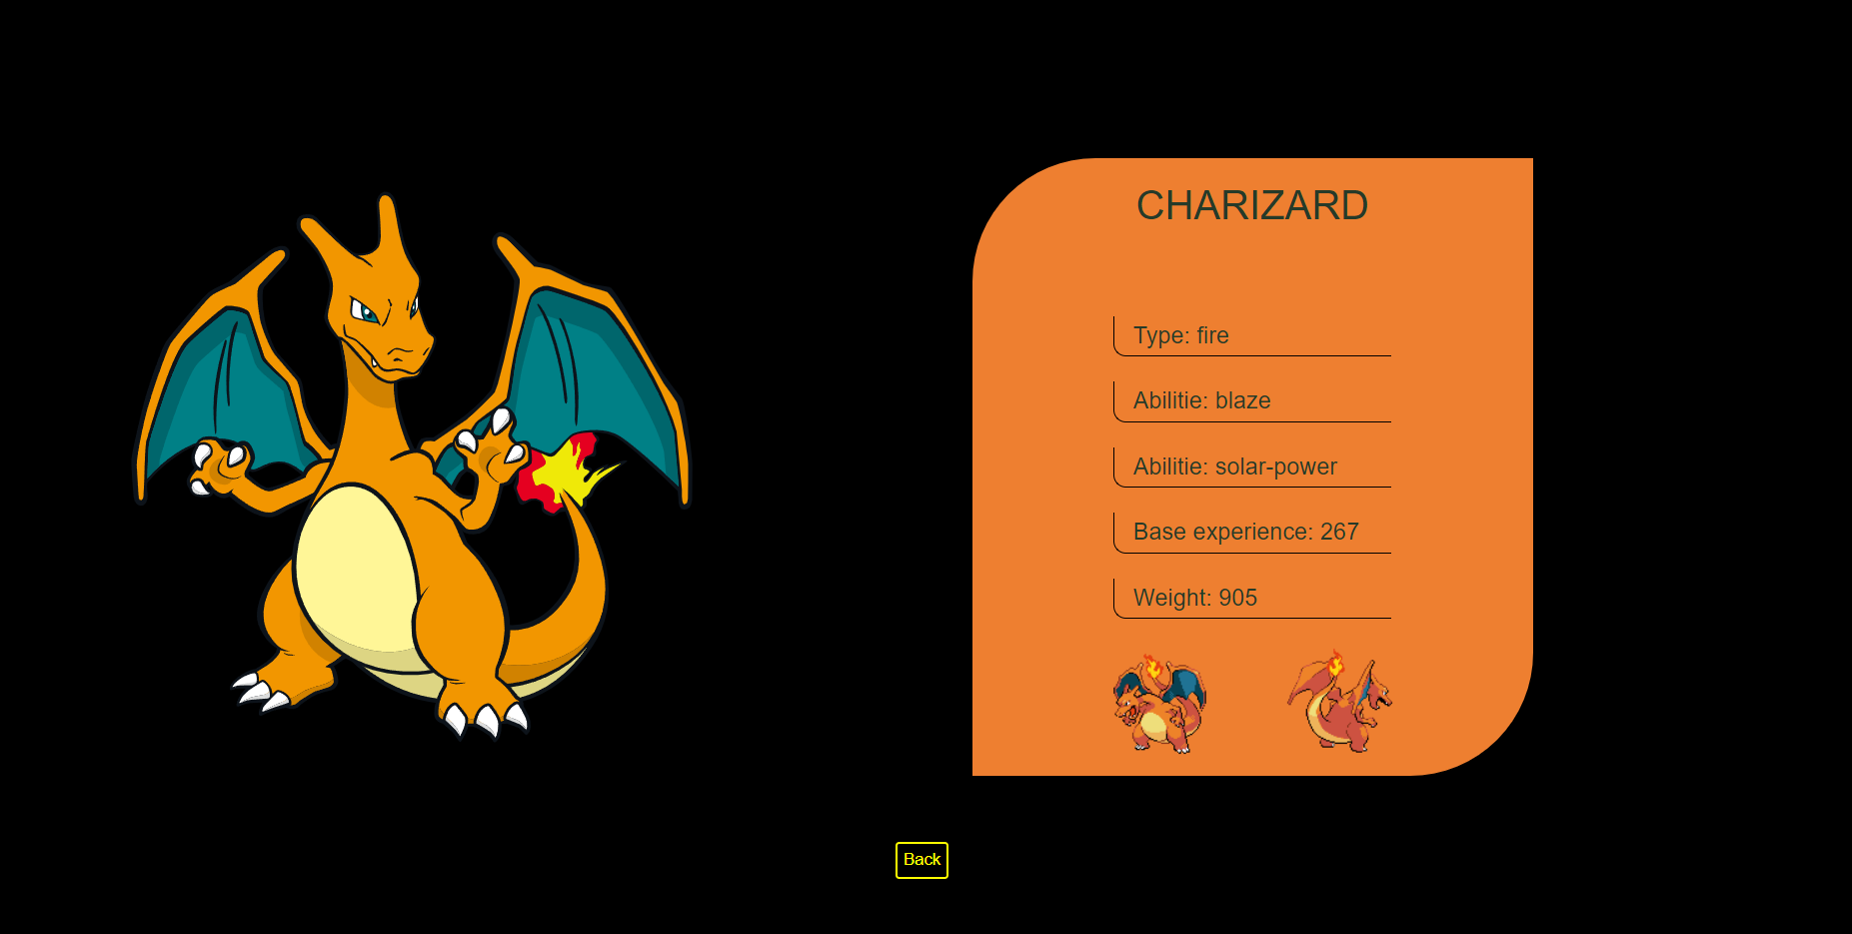 CHARIZARD
Type: fire
Abilitie: blaze
Abilitie: solar-power
Base experience: 267
Weight: 905
Back